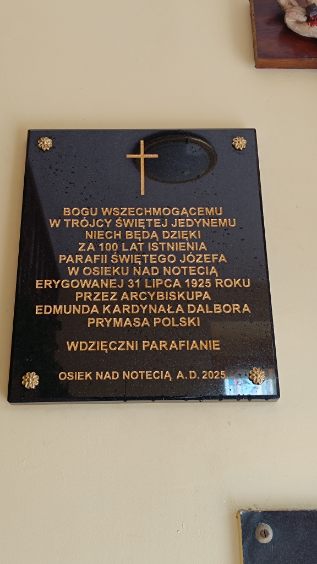 BOGU WSZECHMOGĄCEMU
W TRÓJCY ŚWIĘTEJ JEDYNEMU
NIECH BĘDĄ DZIĘKI
ZA 100 LAT ISTNIENIA
PARAFII ŚWIĘTEGO JÓZEFA
W OSIEKU NAD NOTECIĄ
ERYGOWANEJ 31 LIPCA 1925 ROKU
PRZEZ ARCYBISKUPA
EDMUNDA KARDYNAŁA DALBORA
PRYMASA POLSKI
WDZIĘCZNI PARAFIANIE
OSIEK NAD NOTECIĄ A.D. 2025